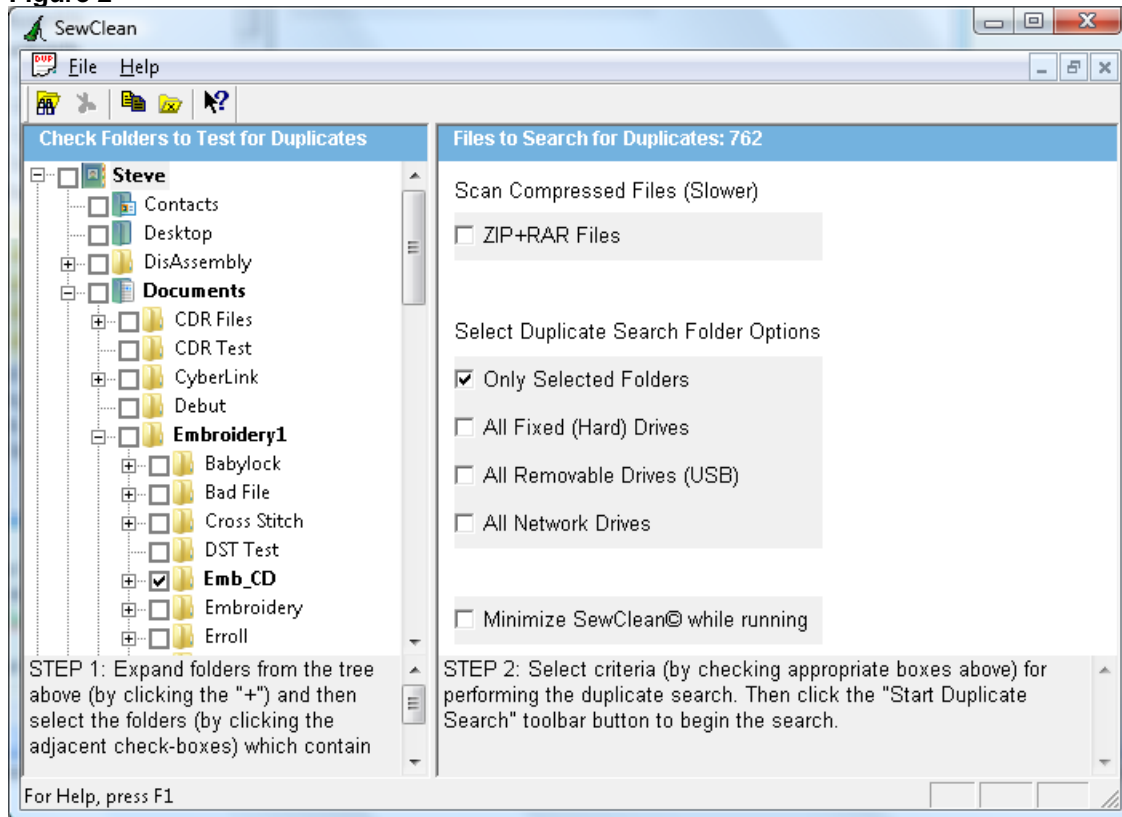 SewClean
DUP File Help
Check Folders to Test for Duplicates
Files to Search for Duplicates: 762
Steve
Contacts
Desktop
DisAssembly
Documents
CDR Files
CDR Test
CyberLink
Debut
Embroidery1
Babylock
Bad File
Cross Stitch
DST Test
Emb_CD
Embroidery
Erroll
Scan Compressed Files (Slower)
ZIP+RAR Files
Select Duplicate Search Folder Options
Only Selected Folders
All Fixed (Hard) Drives
All Removable Drives (USB)
All Network Drives
Minimize SewClean© while running
STEP 1: Expand folders from the tree
above (by clicking the "+") and then
select the folders (by clicking the
adjacent check-boxes) which contain
STEP 2: Select criteria (by checking appropriate boxes above) for
performing the duplicate search. Then click the "Start Duplicate
Search" toolbar button to begin the search.
For Help, press F1